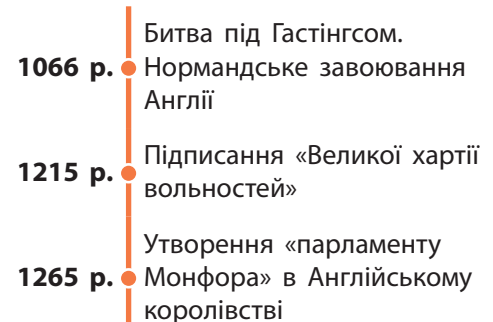 Битва під Гастінгсом.
1066 р. Нормандське завоювання
Англії
1215 р. Підписання «Великої хартії
вольностей»
Утворення «парламенту
1265 р. Монфора» в Англійському
королівстві